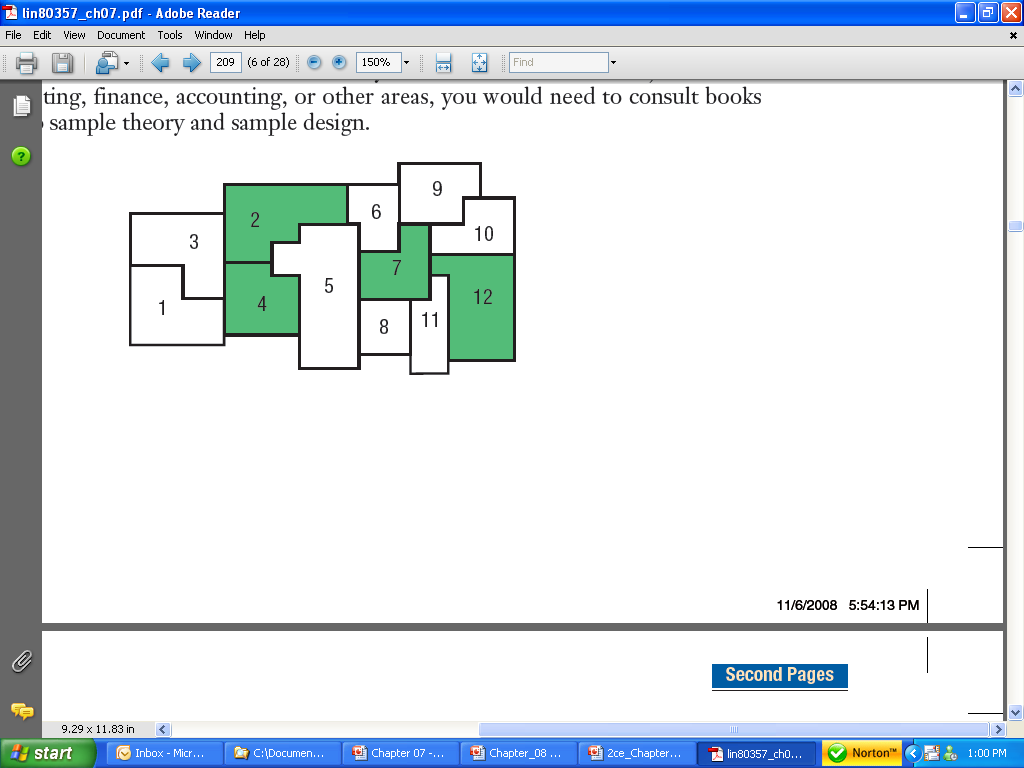 lin80357_ch07.pdf - Adobe Reader
File Edit View Document Tools Window Help
209 (6 of 28) 150% Find
ting, finance, accounting, or other areas, you would need to consult books
sample theory and sample design.
9
2
6
3
10
7
5
12
1
4
11
8
11/6/2008 5:54:13 PM
Second Pages
9.29 x 11.83 in
start Inbox - Micr... C:\Documen... Chapter 07 -... Chapter_08 ... 2ce_Chapter... lin80357_ch0... Norton™ 1:00 PM